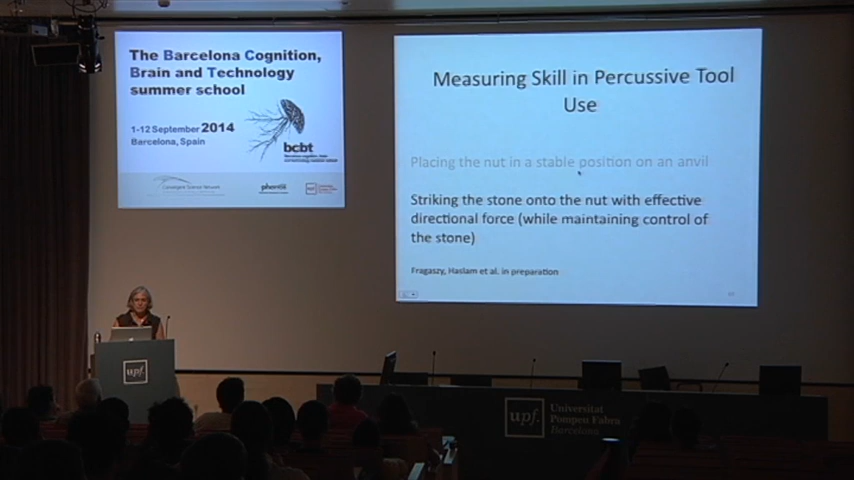 The Barcelona Cognition,
Brain and Technology
summer school
1-12 September 2014
Barcelona, Spain
bcbt
Measuring Skill in Percussive Tool
Use
Placing the nut in a stable position on an anvil
Striking the stone onto the nut with effective
directional force (while maintaining control of
the stone)
Fragaszy, Haslam et al. in preparation
upf.
upf.
Universitat
Pompeu Fabra
Barcelona